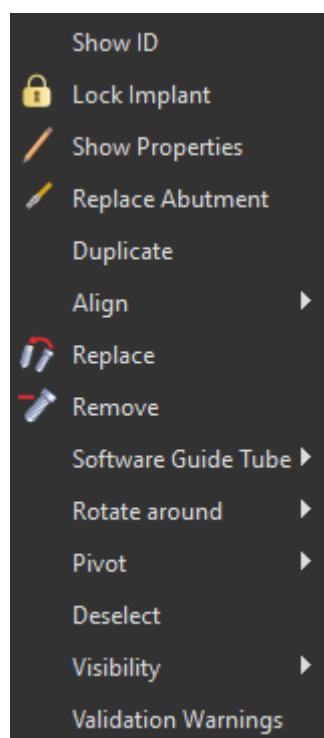 Show ID
Lock Implant
Show Properties
Replace Abutment
Duplicate
Align
Replace
Remove
Software Guide Tube
Rotate around
Pivot
Deselect
Visibility
Validation Warnings